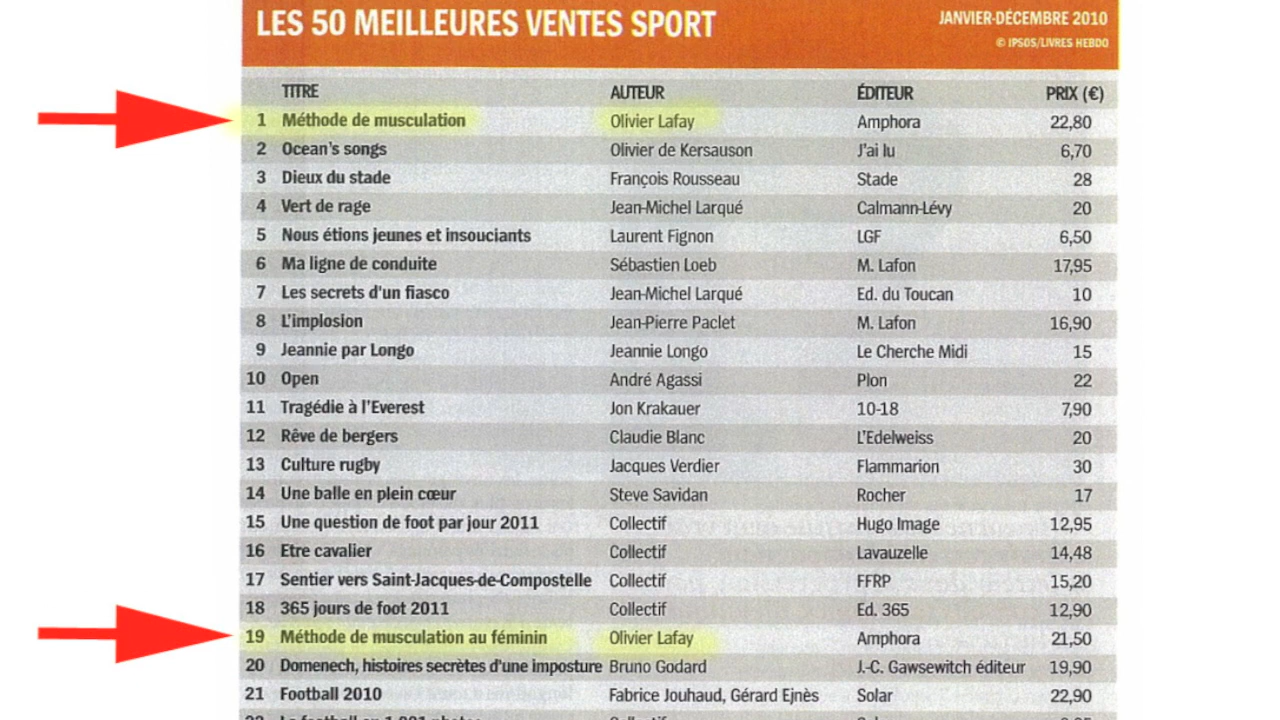 LES 50 MEILLEURES VENTES SPORT JANVIER-DÉCEMBRE 2010
© IPSOS/LIVRES HEBDO
TITRE AUTEUR ÉDITEUR PRIX (€)
1 Méthode de musculation Olivier Lafay Amphora 22,80
2 Ocean's songs Olivier de Kersauson J'ai lu 6,70
3 Dieux du stade François Rousseau Stade 28
4 Vert de rage Jean-Michel Larqué Calmann-Lévy 20
5 Nous étions jeunes et insouciants Laurent Fignon LGF 6,50
6 Ma ligne de conduite Sébastien Loeb M. Lafon 17,95
7 Les secrets d'un fiasco Jean-Michel Larqué Ed. du Toucan 10
8 L'implosion Jean-Pierre Paclet M. Lafon 16,90
9 Jeannie par Longo Jeannie Longo Le Cherche Midi 15
10 Open André Agassi Plon 22
11 Tragédie à l'Everest Jon Krakauer 10-18 7,90
12 Rêve de bergers Claudie Blanc L'Edelweiss 20
13 Culture rugby Jacques Verdier Flammarion 30
14 Une balle en plein cœur Steve Savidan Rocher 17
15 Une question de foot par jour 2011 Collectif Hugo Image 12,95
16 Etre cavalier Collectif Lavauzelle 14,48
17 Sentier vers Saint-Jacques-de-Compostelle Collectif FFRP 15,20
18 365 jours de foot 2011 Collectif Ed. 365 12,90
19 Méthode de musculation au féminin Olivier Lafay Amphora 21,50
20 Domenech, histoires secrètes d'une imposture Bruno Godard J.-C. Gawsewitch éditeur 19,90
21 Football 2010 Fabrice Jouhaud, Gérard Ejnès Solar 22,90